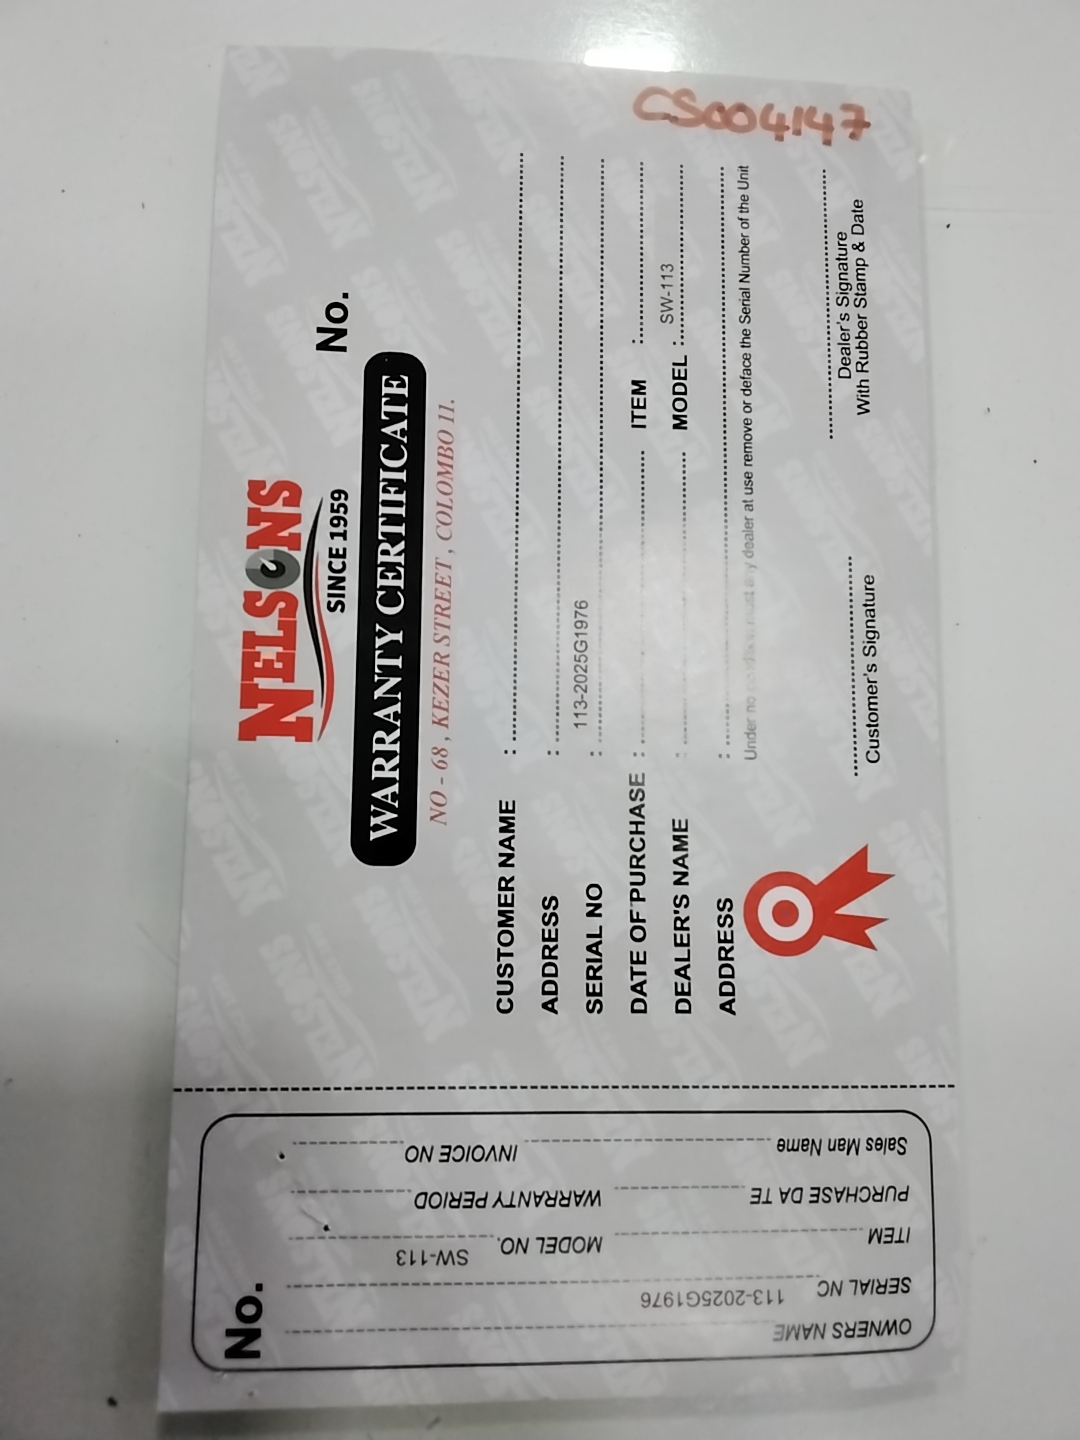 CS004147
NELSONS
SINCE 1959
No.
WARRANTY CERTIFICATE
NO - 68 , KEZER STREET , COLOMBO 11.
CUSTOMER NAME :
ADDRESS :
113-2025G1976
SERIAL NO :
DATE OF PURCHASE : ITEM :
DEALER'S NAME : MODEL : SW-113
ADDRESS :
Under no must any dealer at use remove or deface the Serial Number of the Unit
Customer's Signature
Dealer's Signature
With Rubber Stamp & Date
No.
OWNERS NAME
SERIAL NO 113-2025G1976
ITEM MODEL NO. SW-113
PURCHASE DA TE WARRANTY PERIOD
Sales Man Name INVOICE NO